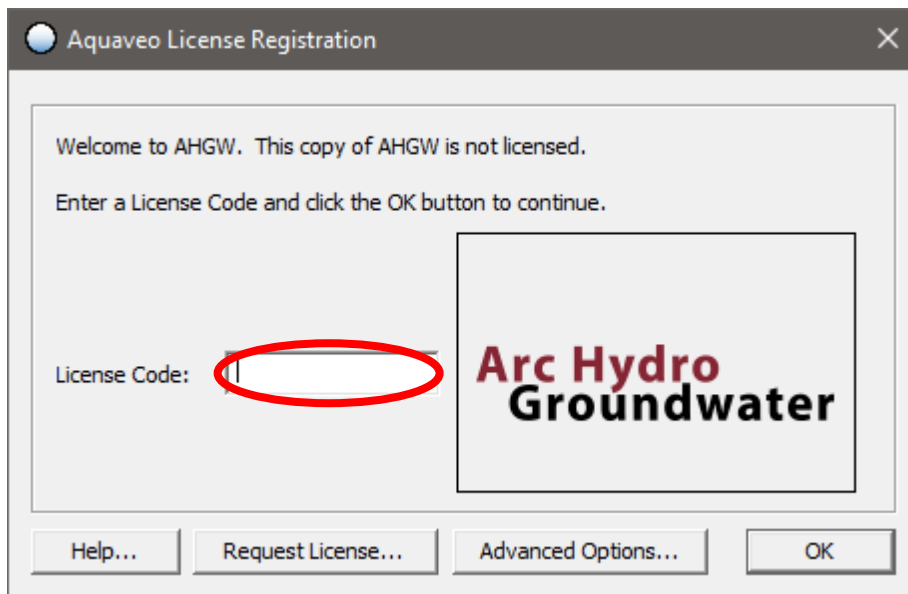 Aquaveo License Registration
Welcome to AHGW. This copy of AHGW is not licensed.
Enter a License Code and click the OK button to continue.
License Code:
Arc Hydro
Groundwater
Help...
Request License...
Advanced Options...
OK